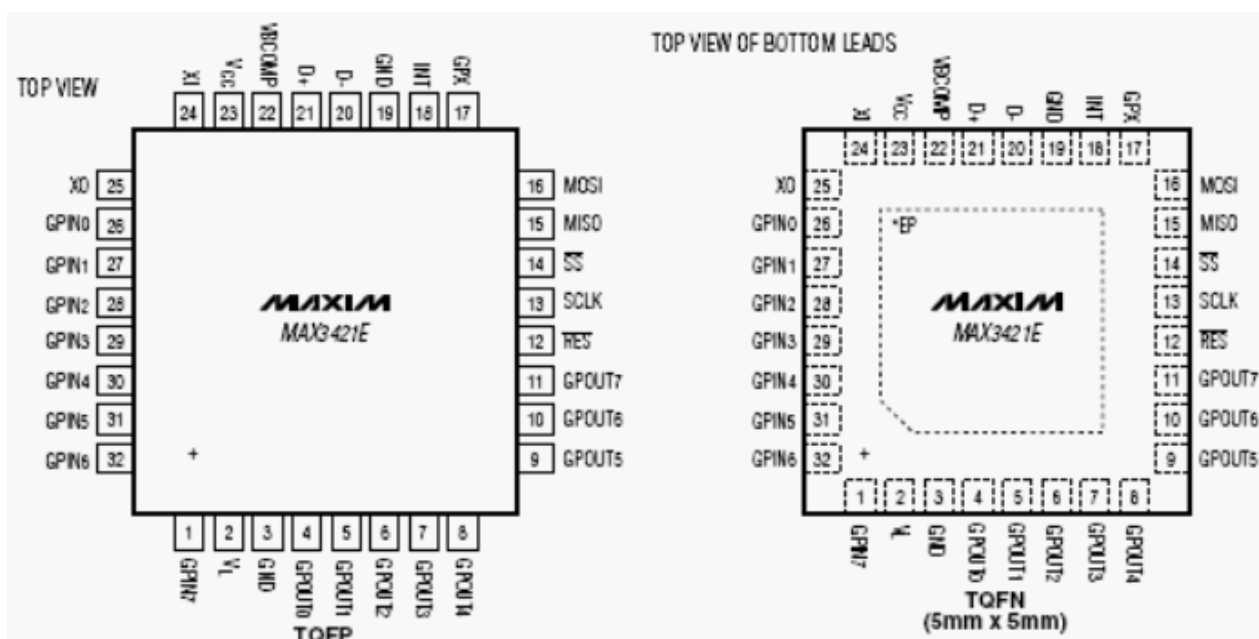 TOP VIEW
XI
VCC
VBCOMP
D+
D-
GND
INT
GPX
24 23 22 21 20 19 18 17
XO 25
GPIN0 26
GPIN1 27
GPIN2 28
GPIN3 29
GPIN4 30
GPIN5 31
GPIN6 32
MAXIM
MAX3421E
+
16 MOSI
15 MISO
14 SS
13 SCLK
12 RES
11 GPOUT7
10 GPOUT6
9 GPOUT5
1 2 3 4 5 6 7 8
GPIN7
VL
GND
GPOUT0
GPOUT1
GPOUT2
GPOUT3
GPOUT4
TQFP
TOP VIEW OF BOTTOM LEADS
XI
VCC
VBCOMP
D+
D-
GND
INT
GPX
24 23 22 21 20 19 18 17
XO 25
GPIN0 26
GPIN1 27
GPIN2 28
GPIN3 29
GPIN4 30
GPIN5 31
GPIN6 32
*EP
MAXIM
MAX3421E
+
16 MOSI
15 MISO
14 SS
13 SCLK
12 RES
11 GPOUT7
10 GPOUT6
9 GPOUT5
1 2 3 4 5 6 7 8
GPIN7
VL
GND
GPOUT0
GPOUT1
GPOUT2
GPOUT3
GPOUT4
TQFN
(5mm x 5mm)